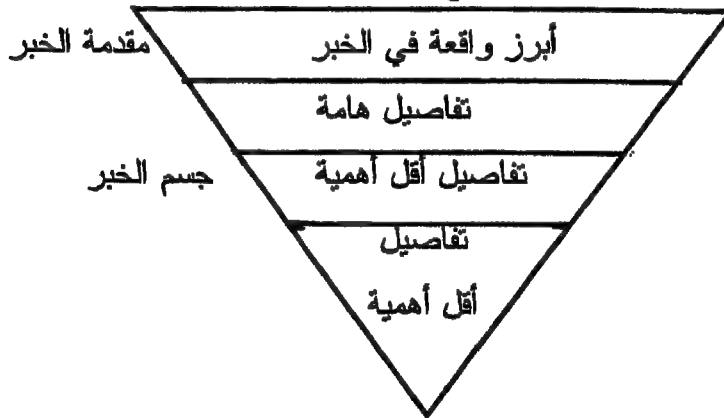 أبرز واقعة في الخبر
مقدمة الخبر
تفاصيل هامة
تفاصيل أقل أهمية
جسم الخبر
تفاصيل
أقل أهمية